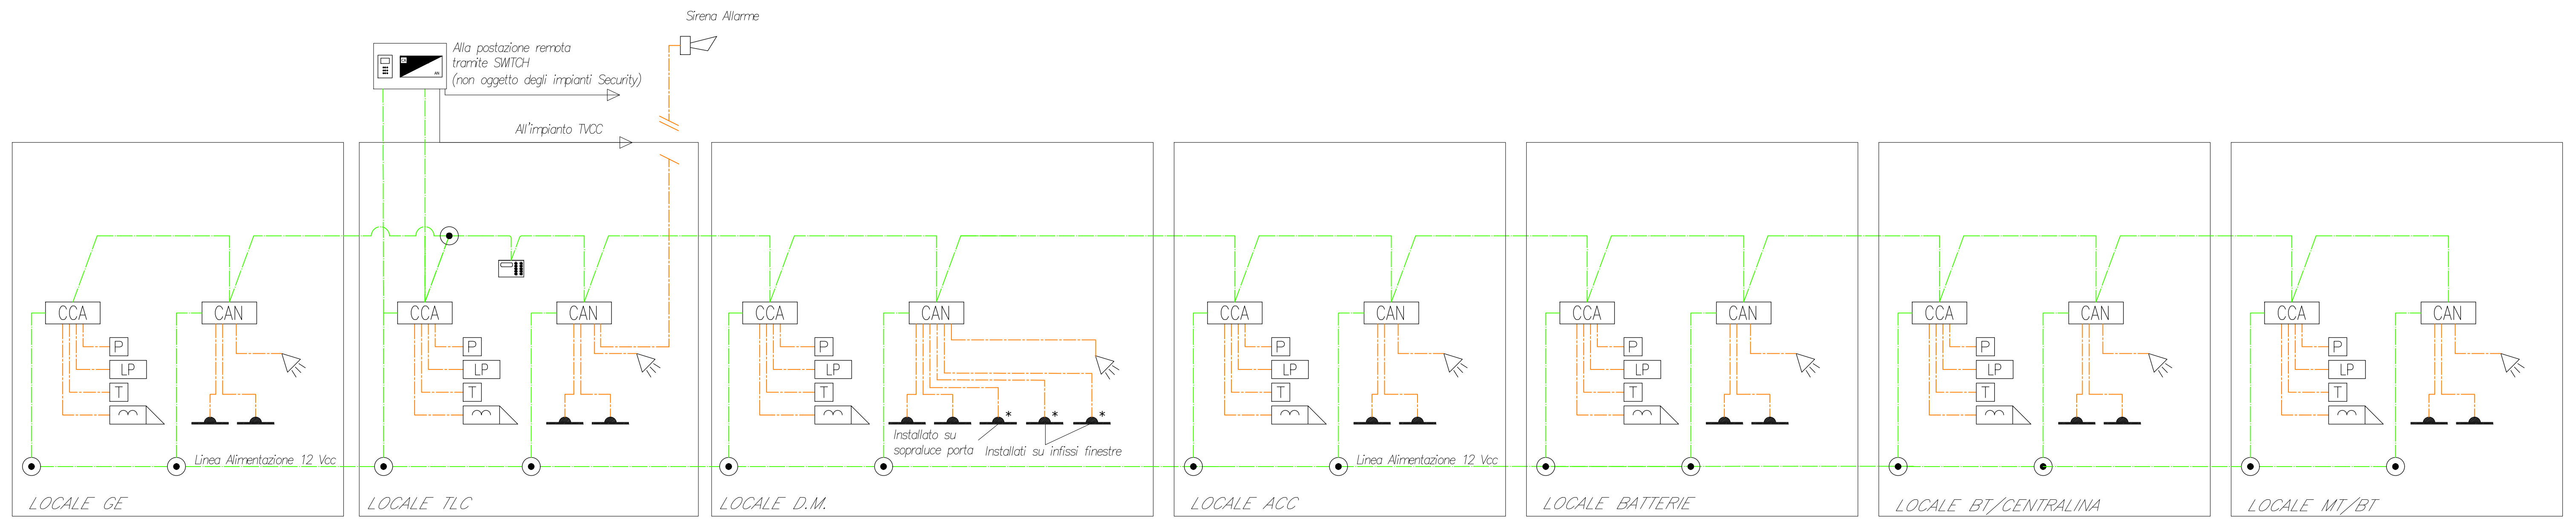 Sirena Allarme
Alla postazione remota
tramite SWITCH
(non oggetto degli impianti Security)
All'impianto TVCC
CCA
CAN
P
LP
T
CCA
CAN
P
LP
T
CCA
CAN
P
LP
T
* * *
Installato su
sopraluce porta
Installati su infissi finestre
CCA
CAN
P
LP
T
CCA
CAN
P
LP
T
CCA
CAN
P
LP
T
CCA
CAN
P
LP
T
Linea Alimentazione 12 Vcc
Linea Alimentazione 12 Vcc
LOCALE GE
LOCALE TLC
LOCALE D.M.
LOCALE ACC
LOCALE BATTERIE
LOCALE BT/CENTRALINA
LOCALE MT/BT